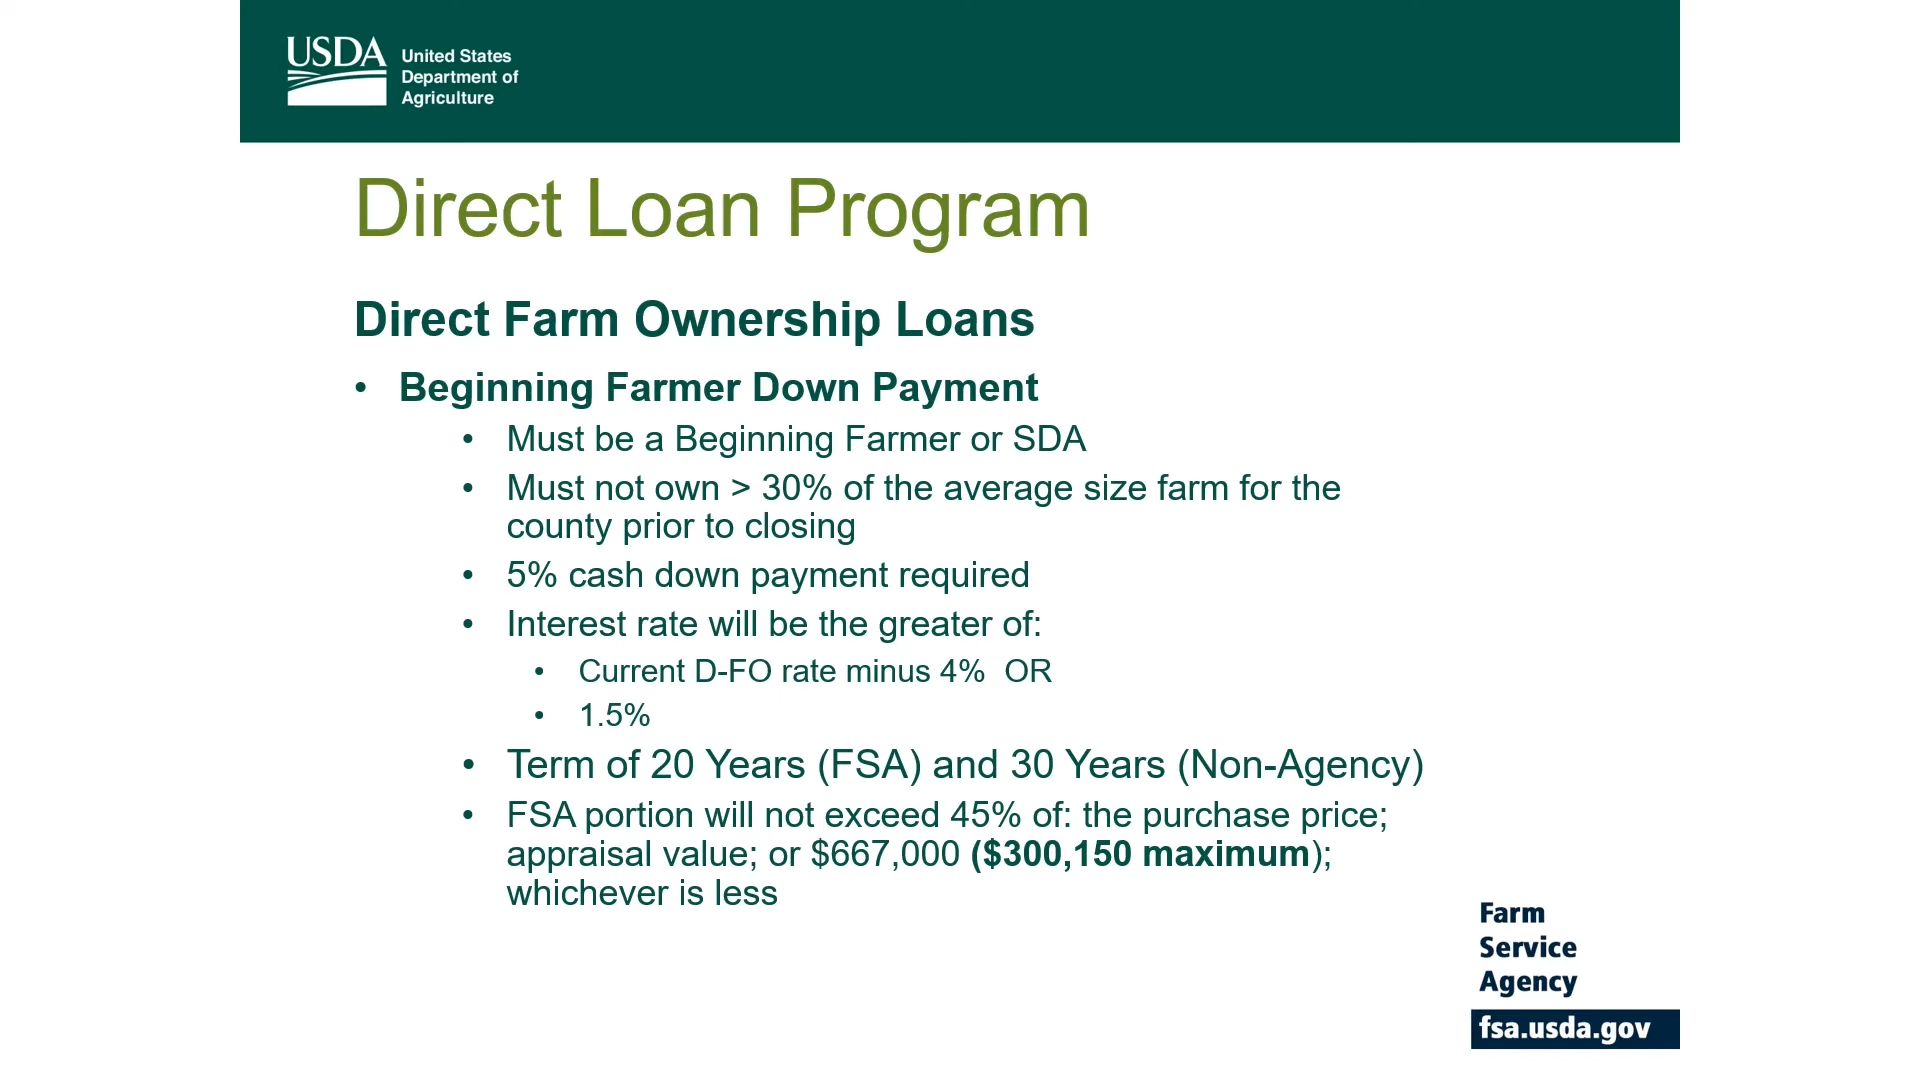 USDA
United States
Department of
Agriculture
Direct Loan Program
Direct Farm Ownership Loans
• Beginning Farmer Down Payment
• Must be a Beginning Farmer or SDA
• Must not own > 30% of the average size farm for the
county prior to closing
• 5% cash down payment required
• Interest rate will be the greater of:
• Current D-FO rate minus 4%  OR
• 1.5%
• Term of 20 Years (FSA) and 30 Years (Non-Agency)
• FSA portion will not exceed 45% of: the purchase price;
appraisal value; or $667,000 ($300,150 maximum);
whichever is less
Farm
Service
Agency
fsa.usda.gov